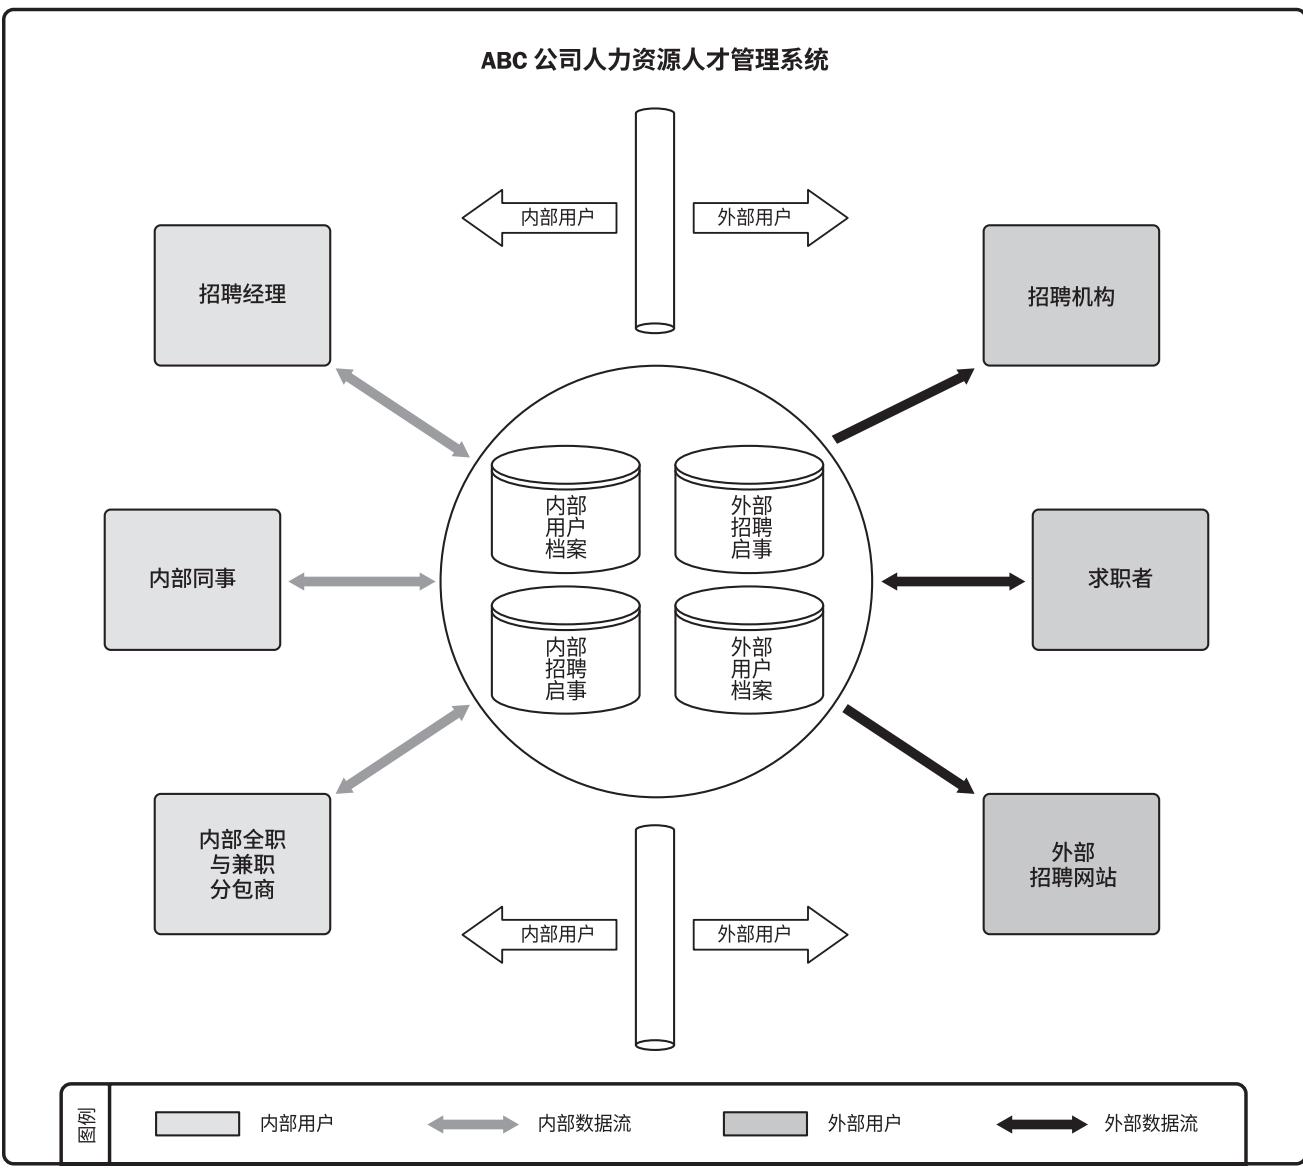 ABC 公司人力资源人才管理系统
内部用户
外部用户
招聘经理
招聘机构
内部
用户
档案
外部
招聘
启事
内部同事
求职者
内部
招聘
启事
外部
用户
档案
内部全职
与兼职
分包商
外部
招聘网站
内部用户
外部用户
图例
内部用户
内部数据流
外部用户
外部数据流